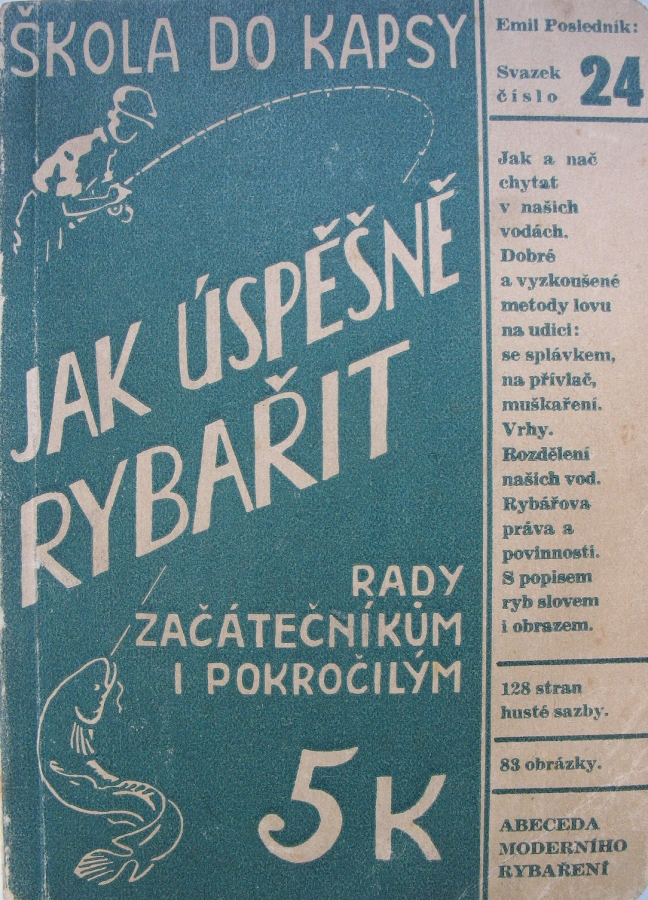 ŠKOLA DO KAPSY
JAK ÚSPĚŠNĚ
RYBAŘIT
RADY
ZAČÁTEČNÍKŮM
I POKROČILÝM
5 K
Emil Posledník:
Svazek
číslo 24
Jak a nač
chytat
v našich
vodách.
Dobré
a vyzkoušené
metody lovu
na udici:
se splávkem,
na přívlač,
muškaření.
Vrhy.
Rozdělení
našich vod.
Rybářova
práva a
povinnosti.
S popisem
ryb slovem
i obrazem.
128 stran
husté sazby.
83 obrázky.
ABECEDA
MODERNÍHO
RYBAŘENÍ